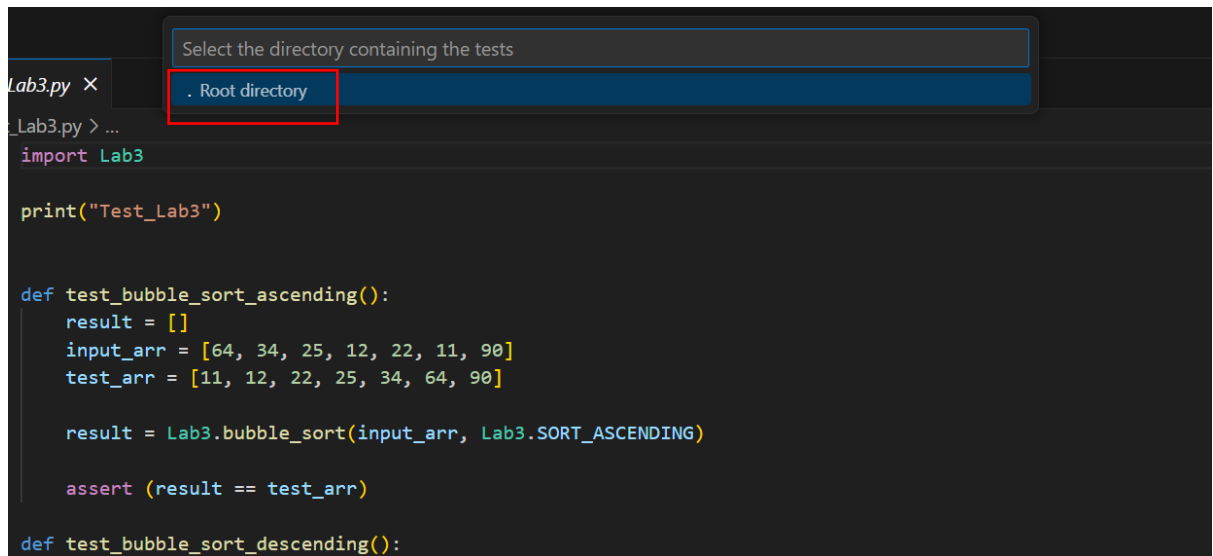 Select the directory containing the tests
. Root directory
Lab3.py ×
_Lab3.py > ...
import Lab3
print("Test_Lab3")
def test_bubble_sort_ascending():
result = []
input_arr = [64, 34, 25, 12, 22, 11, 90]
test_arr = [11, 12, 22, 25, 34, 64, 90]
result = Lab3.bubble_sort(input_arr, Lab3.SORT_ASCENDING)
assert (result == test_arr)
def test_bubble_sort_descending():